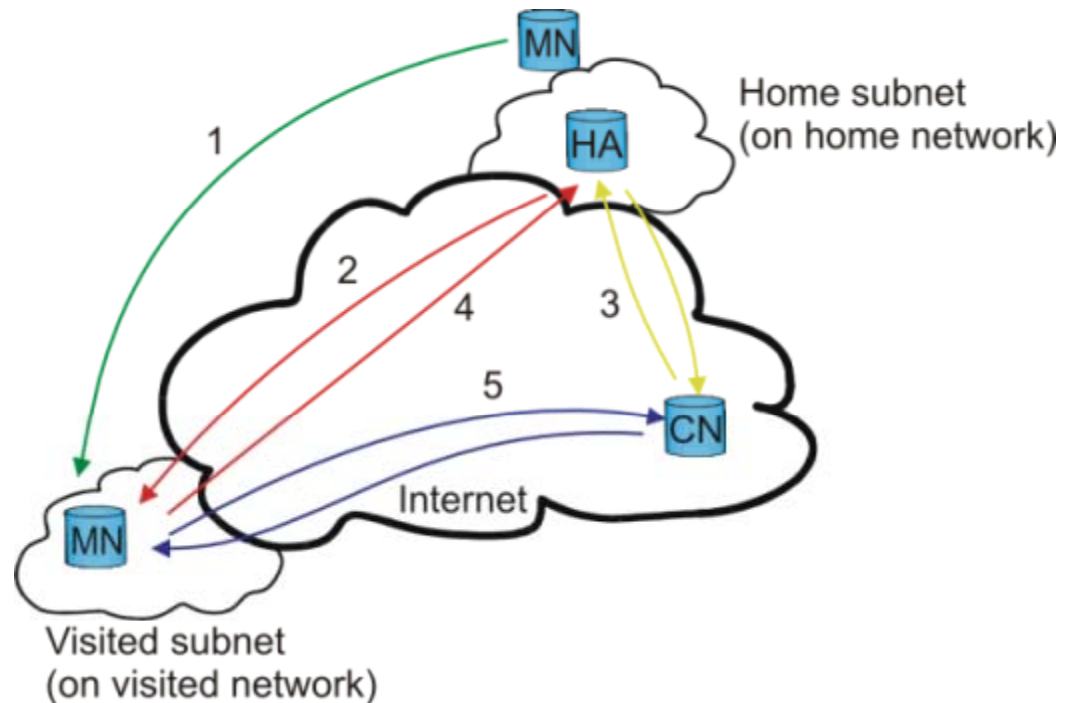 MN
HA
Home subnet
(on home network)
1
2
4
3
5
CN
Internet
MN
Visited subnet
(on visited network)